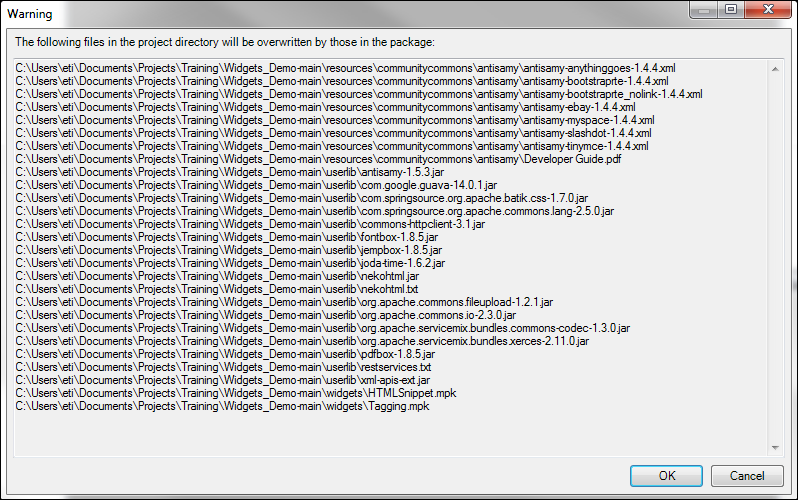 Warning
The following files in the project directory will be overwritten by those in the package:
C:\Users\eti\Documents\Projects\Training\Widgets_Demo-main\resources\communitycommons\antisamy\antisamy-anythinggoes-1.4.4.xml
C:\Users\eti\Documents\Projects\Training\Widgets_Demo-main\resources\communitycommons\antisamy\antisamy-bootstraprte-1.4.4.xml
C:\Users\eti\Documents\Projects\Training\Widgets_Demo-main\resources\communitycommons\antisamy\antisamy-bootstraprte_nolink-1.4.4.xml
C:\Users\eti\Documents\Projects\Training\Widgets_Demo-main\resources\communitycommons\antisamy\antisamy-ebay-1.4.4.xml
C:\Users\eti\Documents\Projects\Training\Widgets_Demo-main\resources\communitycommons\antisamy\antisamy-myspace-1.4.4.xml
C:\Users\eti\Documents\Projects\Training\Widgets_Demo-main\resources\communitycommons\antisamy\antisamy-slashdot-1.4.4.xml
C:\Users\eti\Documents\Projects\Training\Widgets_Demo-main\resources\communitycommons\antisamy\antisamy-tinymce-1.4.4.xml
C:\Users\eti\Documents\Projects\Training\Widgets_Demo-main\resources\communitycommons\antisamy\Developer Guide.pdf
C:\Users\eti\Documents\Projects\Training\Widgets_Demo-main\userlib\antisamy-1.5.3.jar
C:\Users\eti\Documents\Projects\Training\Widgets_Demo-main\userlib\com.google.guava-14.0.1.jar
C:\Users\eti\Documents\Projects\Training\Widgets_Demo-main\userlib\com.springsource.org.apache.batik.css-1.7.0.jar
C:\Users\eti\Documents\Projects\Training\Widgets_Demo-main\userlib\com.springsource.org.apache.commons.lang-2.5.0.jar
C:\Users\eti\Documents\Projects\Training\Widgets_Demo-main\userlib\commons-httpclient-3.1.jar
C:\Users\eti\Documents\Projects\Training\Widgets_Demo-main\userlib\fontbox-1.8.5.jar
C:\Users\eti\Documents\Projects\Training\Widgets_Demo-main\userlib\jempbox-1.8.5.jar
C:\Users\eti\Documents\Projects\Training\Widgets_Demo-main\userlib\joda-time-1.6.2.jar
C:\Users\eti\Documents\Projects\Training\Widgets_Demo-main\userlib\nekohtml.jar
C:\Users\eti\Documents\Projects\Training\Widgets_Demo-main\userlib\nekohtml.txt
C:\Users\eti\Documents\Projects\Training\Widgets_Demo-main\userlib\org.apache.commons.fileupload-1.2.1.jar
C:\Users\eti\Documents\Projects\Training\Widgets_Demo-main\userlib\org.apache.commons.io-2.3.0.jar
C:\Users\eti\Documents\Projects\Training\Widgets_Demo-main\userlib\org.apache.servicemix.bundles.commons-codec-1.3.0.jar
C:\Users\eti\Documents\Projects\Training\Widgets_Demo-main\userlib\org.apache.servicemix.bundles.xerces-2.11.0.jar
C:\Users\eti\Documents\Projects\Training\Widgets_Demo-main\userlib\pdfbox-1.8.5.jar
C:\Users\eti\Documents\Projects\Training\Widgets_Demo-main\userlib\restservices.txt
C:\Users\eti\Documents\Projects\Training\Widgets_Demo-main\userlib\xml-apis-ext.jar
C:\Users\eti\Documents\Projects\Training\Widgets_Demo-main\widgets\HTMLSnippet.mpk
C:\Users\eti\Documents\Projects\Training\Widgets_Demo-main\widgets\Tagging.mpk
OK Cancel